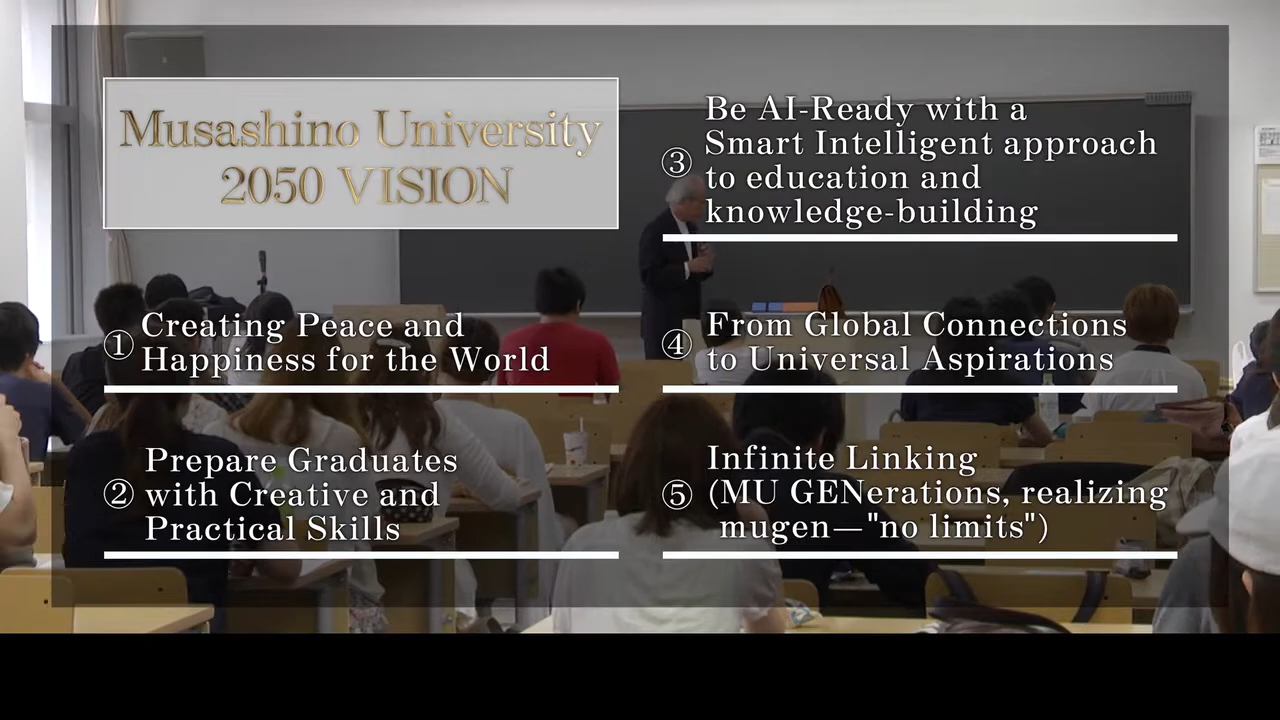 Musashino University
2050 VISION
① Creating Peace and
Happiness for the World
② Prepare Graduates
with Creative and
Practical Skills
③ Be AI-Ready with a
Smart Intelligent approach
to education and
knowledge-building
④ From Global Connections
to Universal Aspirations
⑤ Infinite Linking
(MU GENerations, realizing
mugen—"no limits")